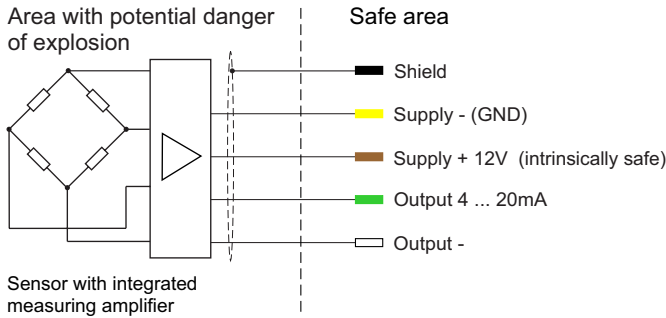 Area with potential danger
of explosion
Safe area
Shield
Supply - (GND)
Supply + 12V (intrinsically safe)
Output 4 ... 20mA
Output -
Sensor with integrated
measuring amplifier